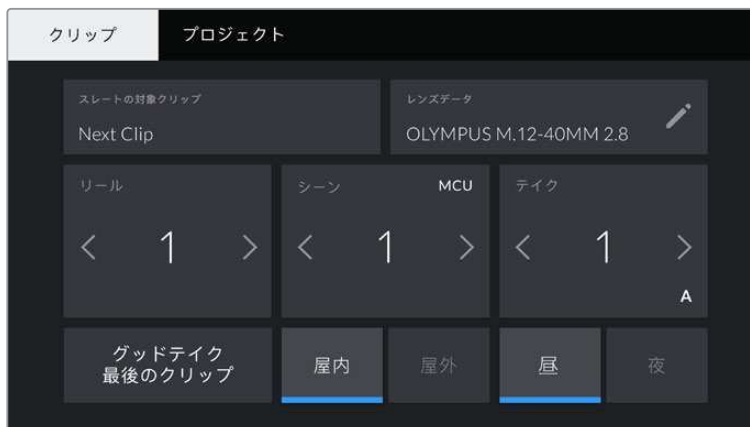 クリップ プロジェクト
スレートの対象クリップ レンズデータ
Next Clip OLYMPUS M.12-40MM 2.8
リール シーン MCU テイク
1 1 1
A
グッドテイク
最後のクリップ
屋内 屋外 昼 夜